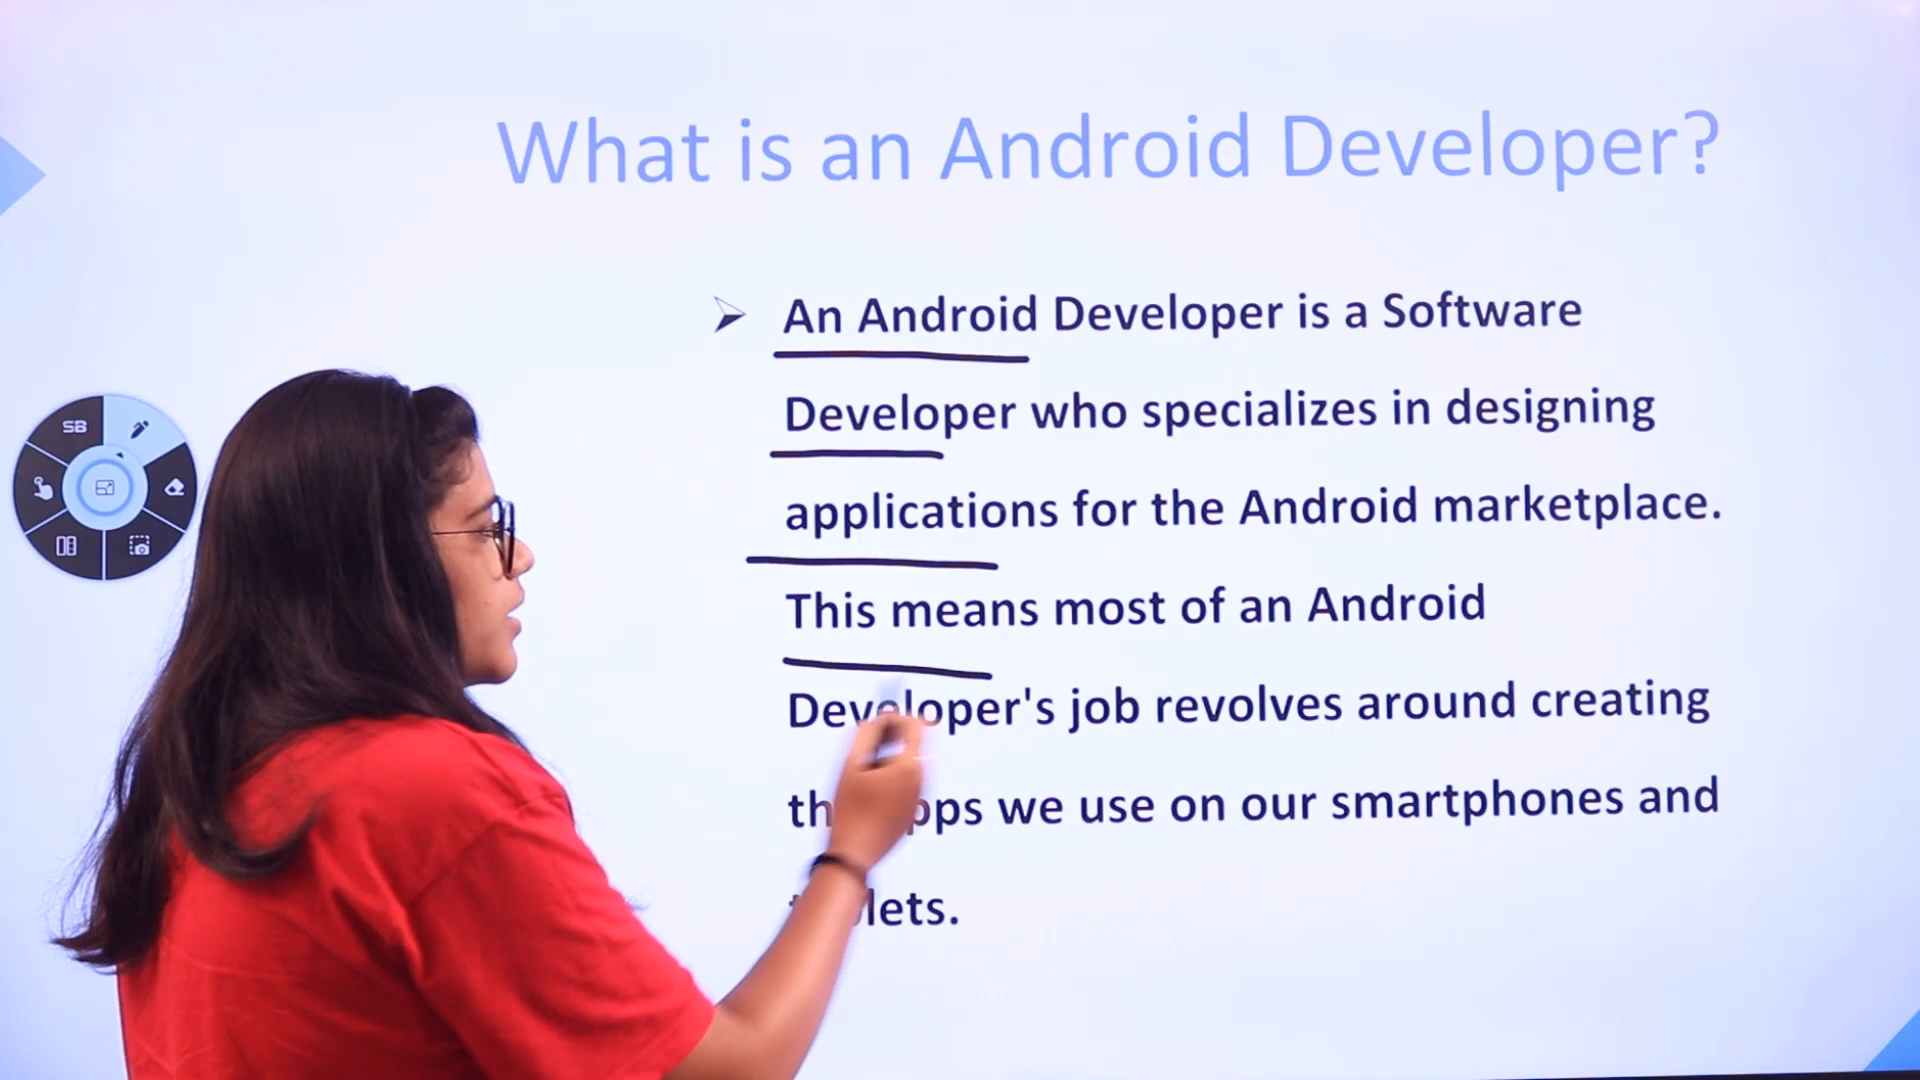 What is an Android Developer?
An Android Developer is a Software
Developer who specializes in designing
applications for the Android marketplace.
This means most of an Android
Developer's job revolves around creating
we use on our smartphones and
SB